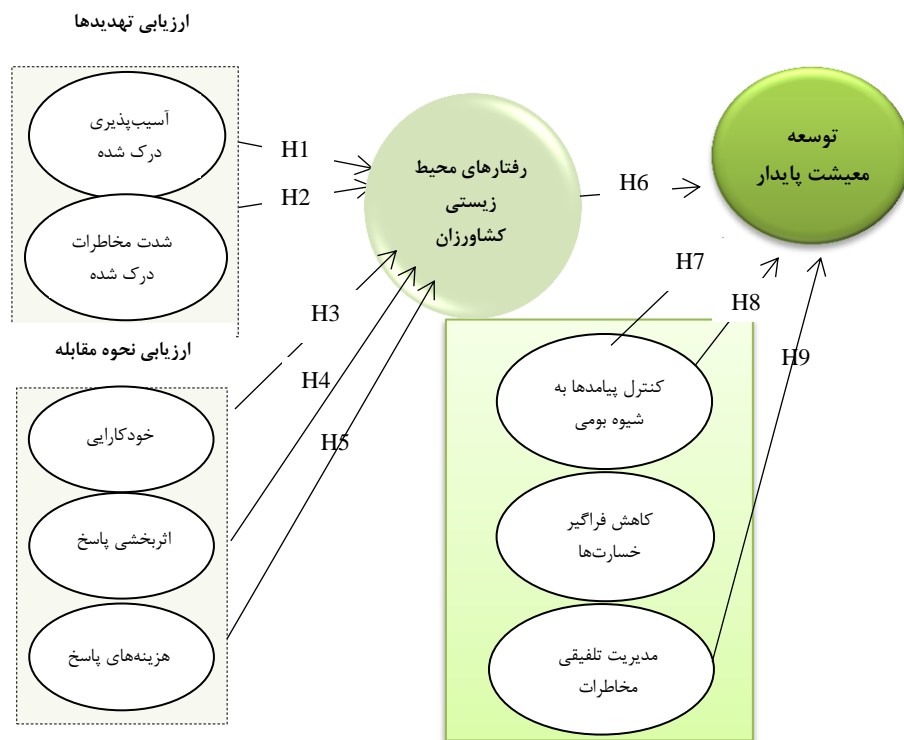 ارزیابی تهدیدها
آسیب‌پذیری
درک شده
شدت مخاطرات
درک شده
ارزیابی نحوه مقابله
خودکارایی
اثربخشی پاسخ
هزینه‌های پاسخ
H1
H2
H3
H4
H5
رفتارهای محیط
زیستی
کشاورزان
H6
H7
H8
H9
توسعه
معیشت پایدار
کنترل پیامدها به
شیوه بومی
کاهش فراگیر
خسارت‌ها
مدیریت تلفیقی
مخاطرات